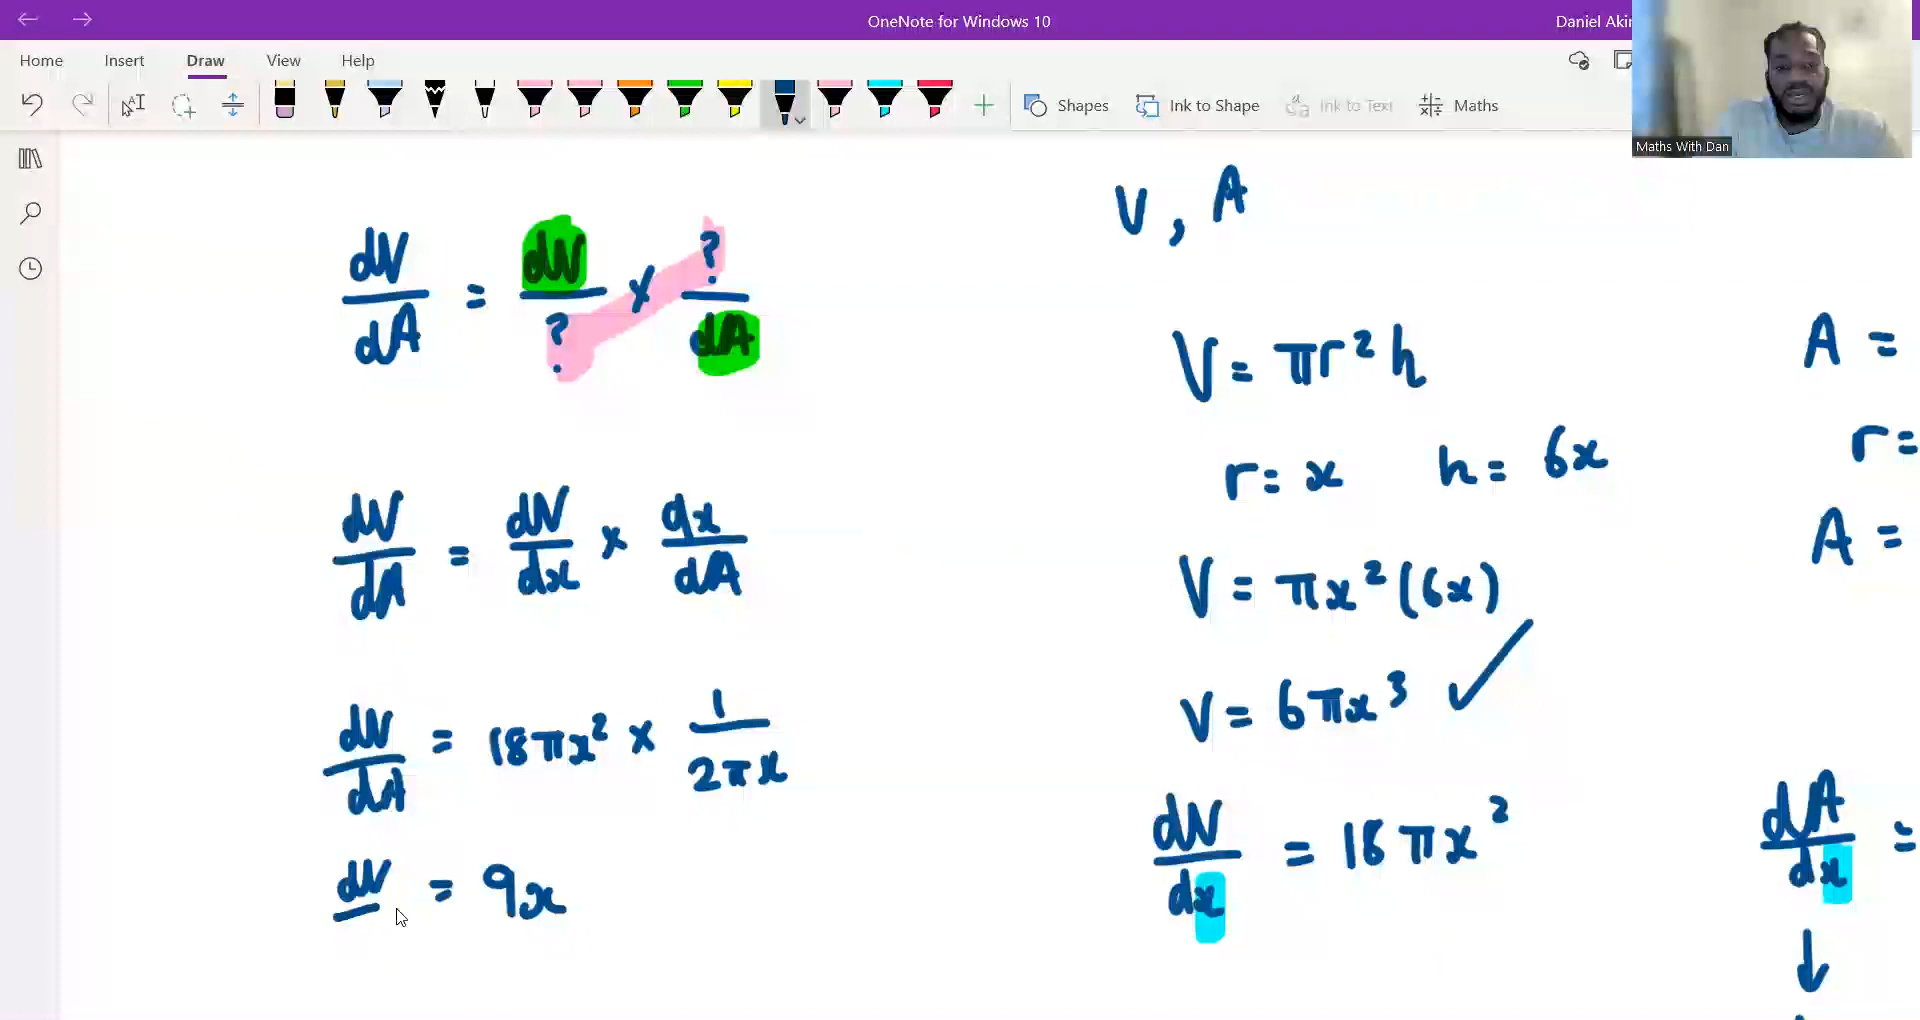 OneNote for Windows 10
Daniel Akin
Home Insert Draw View Help
Shapes Ink to Shape Ink to Text Maths
Maths With Dan
V, A
dV/dA = dV/? × ?/dA
V = πr²h
A =
r = x h = 6x
r =
dV/dA = dV/dx × dx/dA
V = πx²(6x)
A =
V = 6πx³ ✓
dV/dA = 18πx² × 1/2πx
dV/dx = 18πx²
dA/dx =
dV = 9x